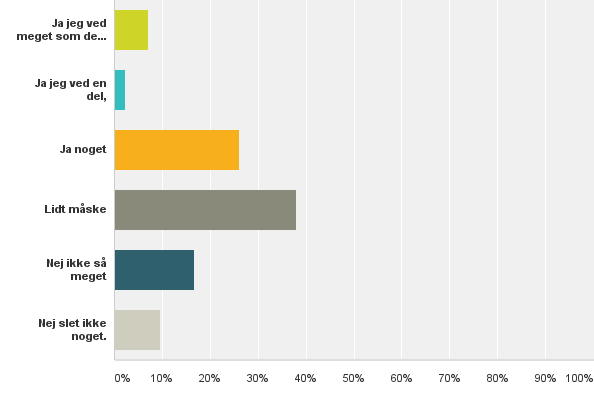 Ja jeg ved
meget som de...
Ja jeg ved en
del,
Ja noget
Lidt måske
Nej ikke så
meget
Nej slet ikke
noget.
0% 10% 20% 30% 40% 50% 60% 70% 80% 90% 100%